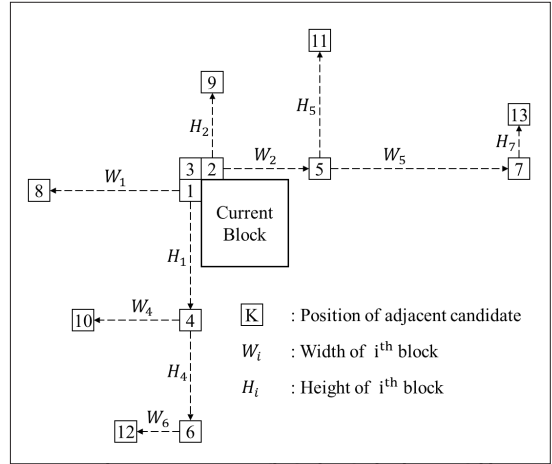 11
9
13
H₅
H₂
H₇
W₂
W₅
3 2
5
7
W₁
8
1
Current
Block
H₁
W₄
10
4
K : Position of adjacent candidate
Wᵢ : Width of iᵗʰ block
H₄
Hᵢ : Height of iᵗʰ block
W₆
12
6